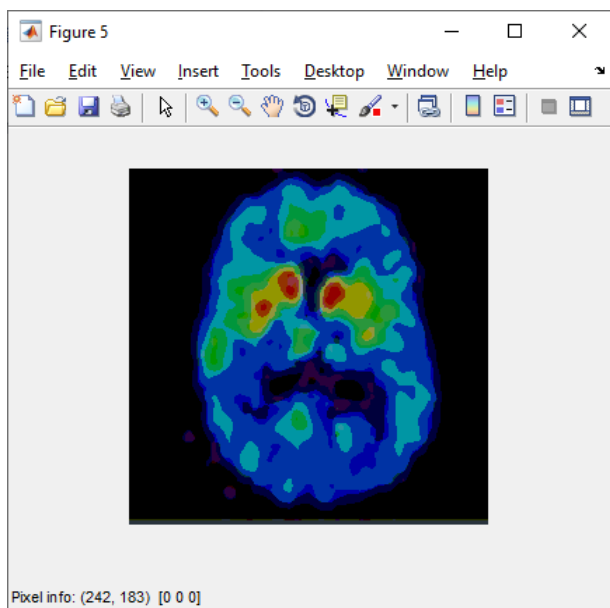 Figure 5
File Edit View Insert Tools Desktop Window Help
Pixel info: (242, 183) [0 0 0]